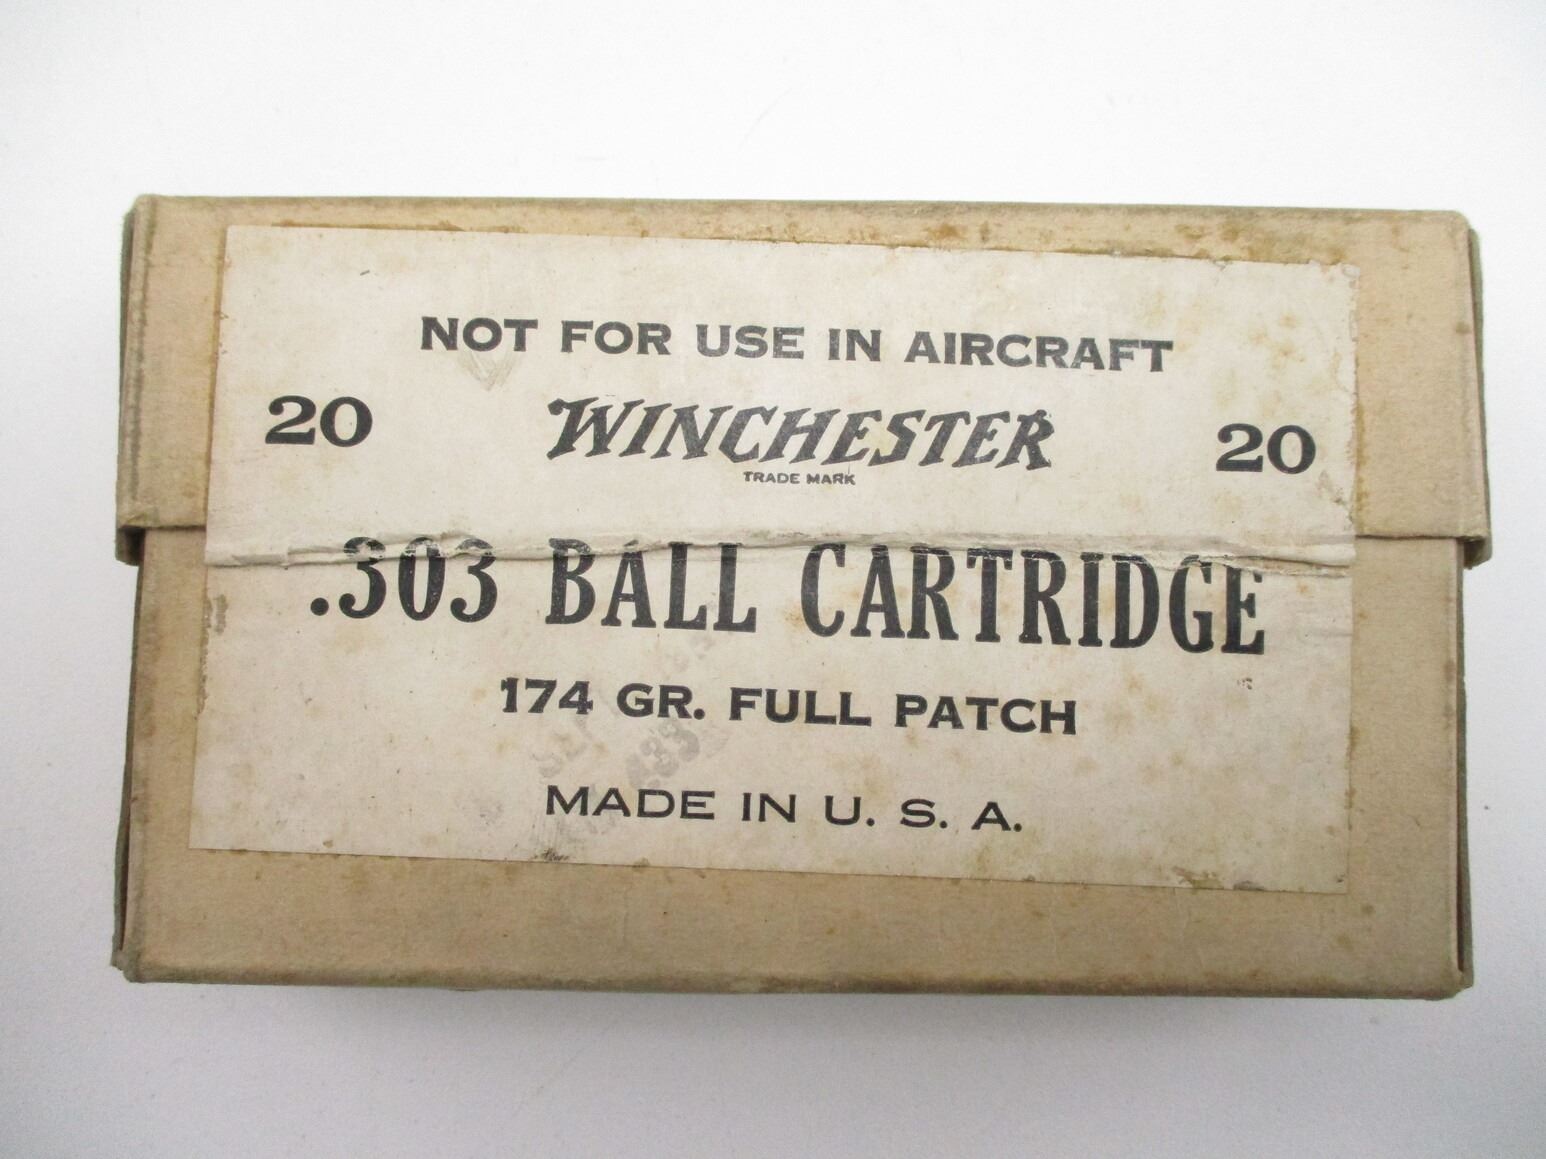 NOT FOR USE IN AIRCRAFT
20 WINCHESTER 20
TRADE MARK
.303 BALL CARTRIDGE
174 GR. FULL PATCH
MADE IN U. S. A.